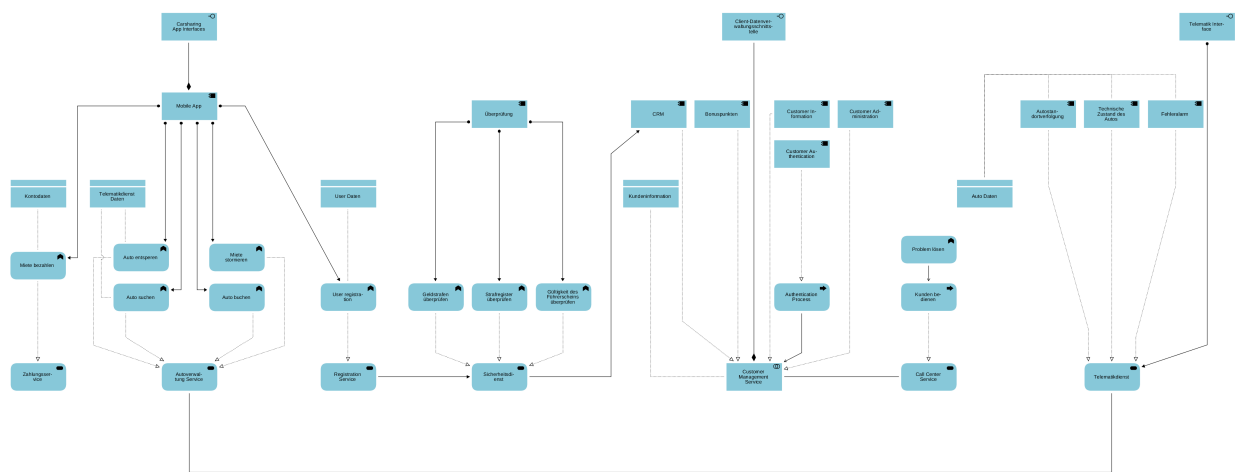 Carsharing
App Interfaces
Client-Datenver-
waltungsschnitts-
telle
Telematik Inter-
face
Mobile App
Überprüfung
CRM
Bonuspunkten
Customer In-
formation
Customer Ad-
ministration
Autostan-
dortverfolgung
Technische
Zustand des
Autos
Fehleralarm
Customer Au-
thentication
Kontodaten
Telematikdienst
Daten
User Daten
Kundeninformation
Auto Daten
Miete bezahlen
Auto entsperen
Miete
stornieren
Problem lösen
Auto suchen
Auto buchen
User registra-
tion
Geldstrafen
überprüfen
Strafregister
überprüfen
Gültigkeit des
Führerscheins
überprüfen
Authentication
Process
Kunden be-
dienen
Zahlungsser-
vice
Autoverwal-
tung Service
Registration
Service
Sicherheitsdi-
enst
Customer
Management
Service
Call Center
Service
Telematikdienst